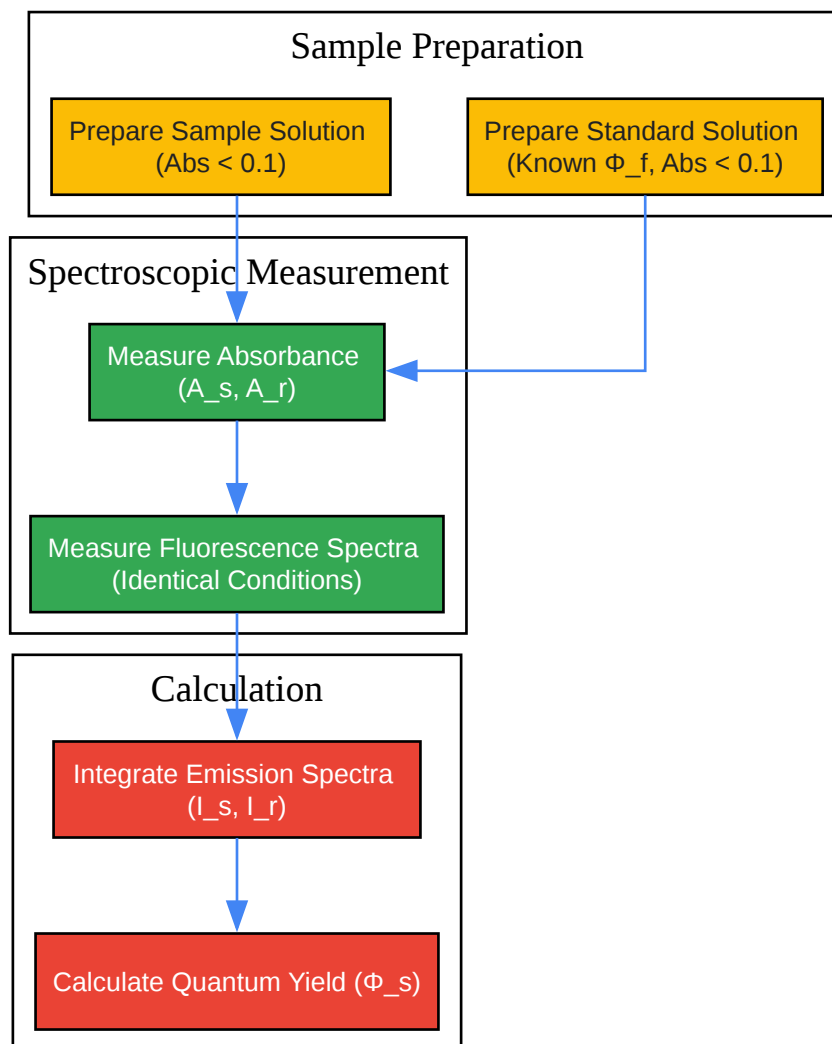 Sample Preparation
Prepare Sample Solution
(Abs < 0.1)
Prepare Standard Solution
(Known Φ_f, Abs < 0.1)
Spectroscopic Measurement
Measure Absorbance
(A_s, A_r)
Measure Fluorescence Spectra
(Identical Conditions)
Calculation
Integrate Emission Spectra
(I_s, I_r)
Calculate Quantum Yield (Φ_s)